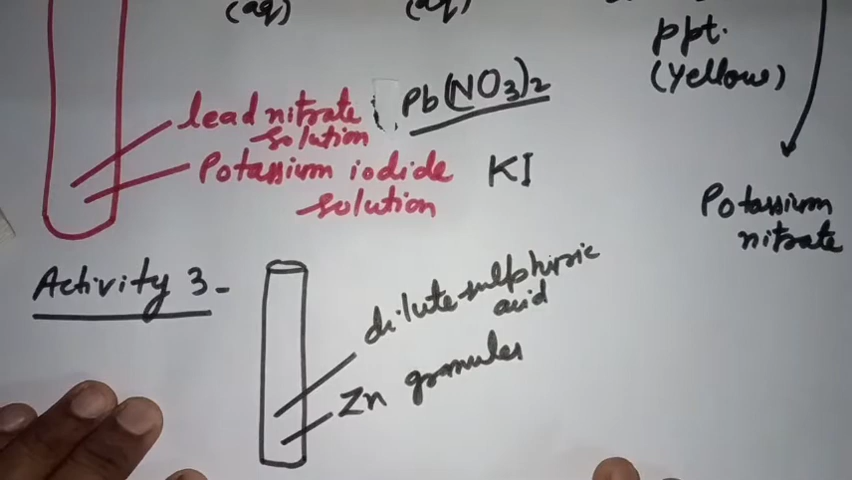 (aq) (aq)
ppt.
(Yellow)
lead nitrate Pb(NO3)2
solution
Potassium iodide KI
solution
Potassium
nitrate
Activity 3-
dilute sulphuric
acid
Zn granules